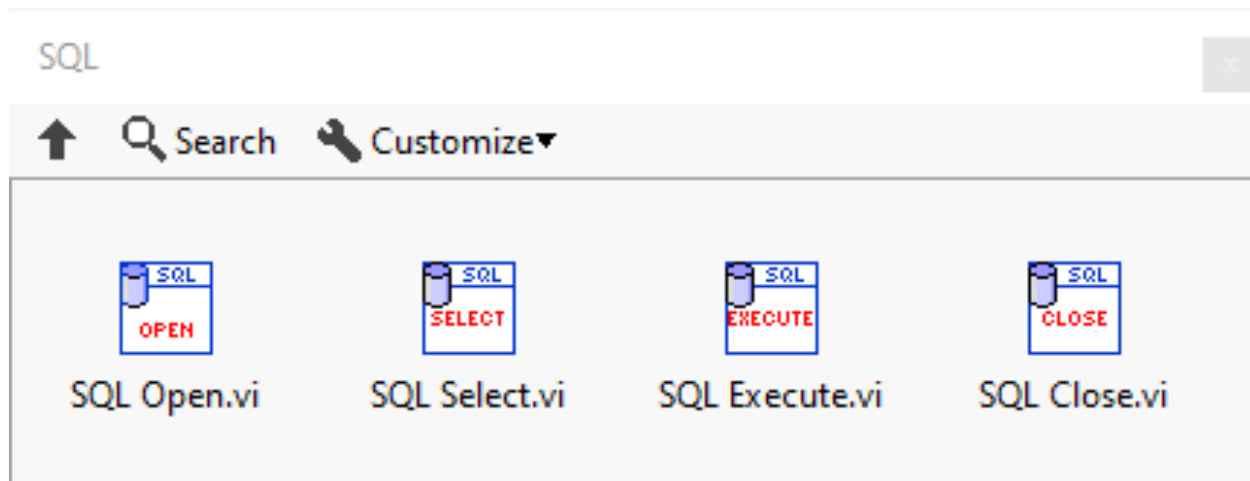 SQL
x
Search Customize
SQL SQL SQL SQL
OPEN SELECT EXECUTE CLOSE
SQL Open.vi SQL Select.vi SQL Execute.vi SQL Close.vi